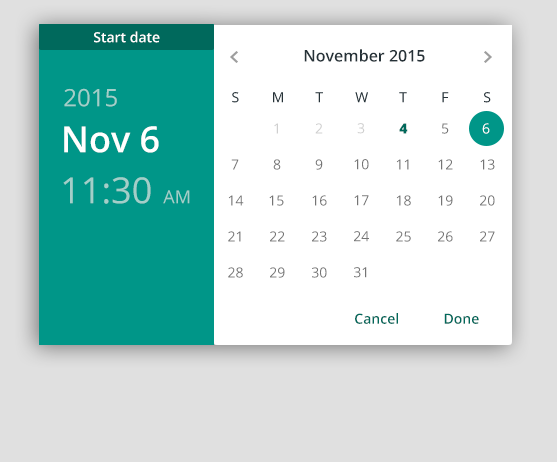 Start date
2015
Nov 6
11:30 AM
November 2015
S M T W T F S
1 2 3 4 5 6
7 8 9 10 11 12 13
14 15 16 17 18 19 20
21 22 23 24 25 26 27
28 29 30 31
Cancel Done